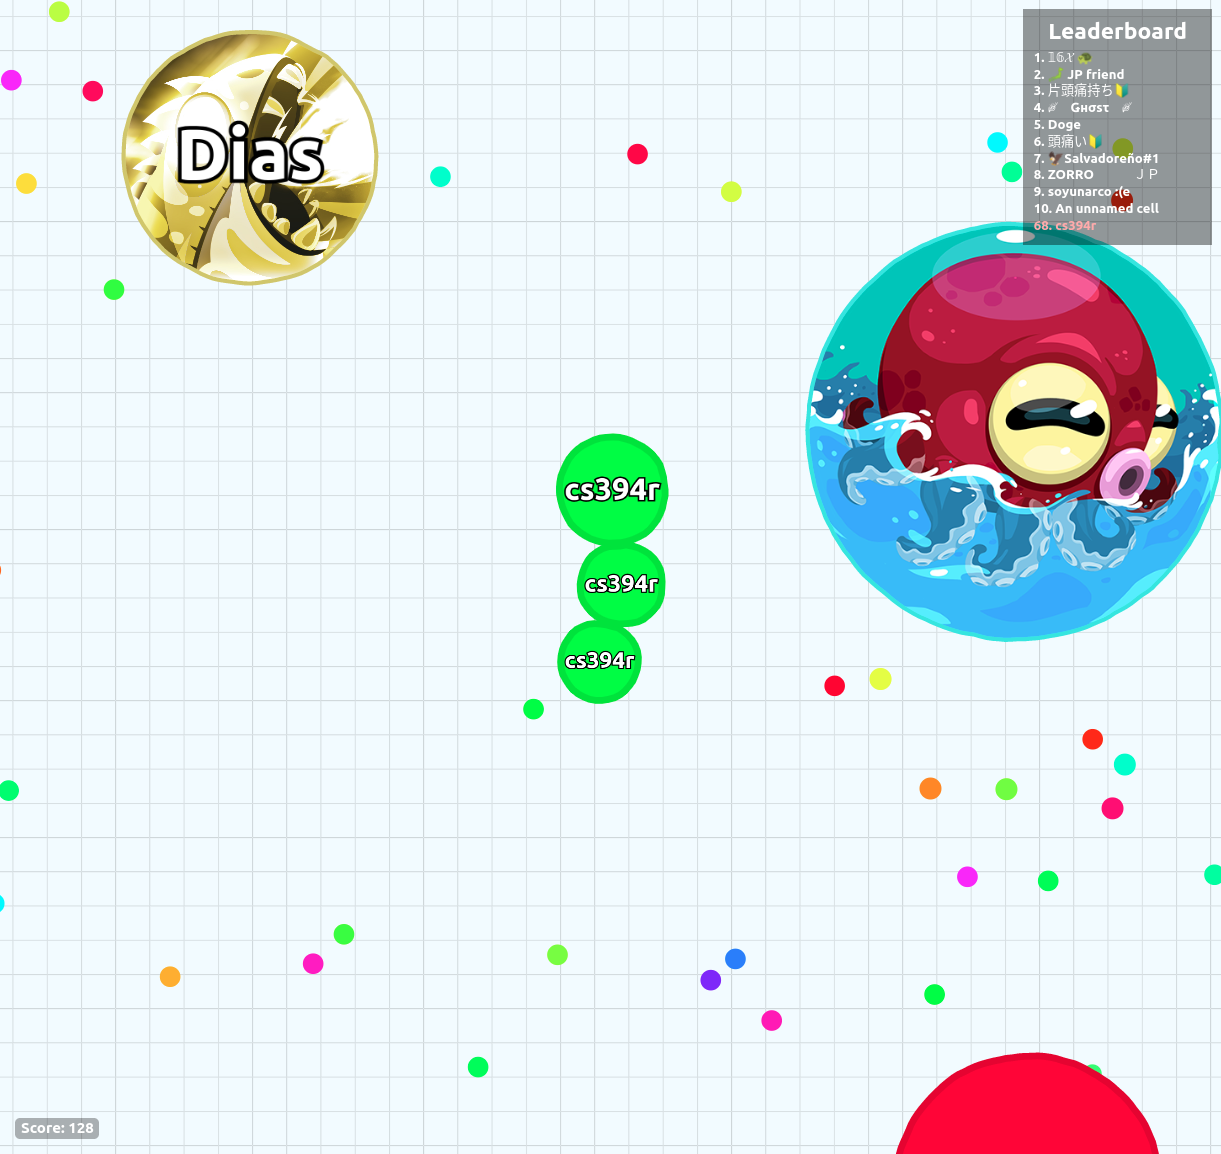 Leaderboard
1. 𝟙𝟞.𝓧 🐢
2. JP friend
3. 片頭痛持ち🔰
4. Ꮆʜσsτ
5. Doge
6. 頭痛い🔰
7. 🦅Salvadoreño#1
8. ZORRO ＪＰ
9. soyunarco :(e
10. An unnamed cell
68. cs394r
Dias
cs394r
cs394r
cs394r
Score: 128